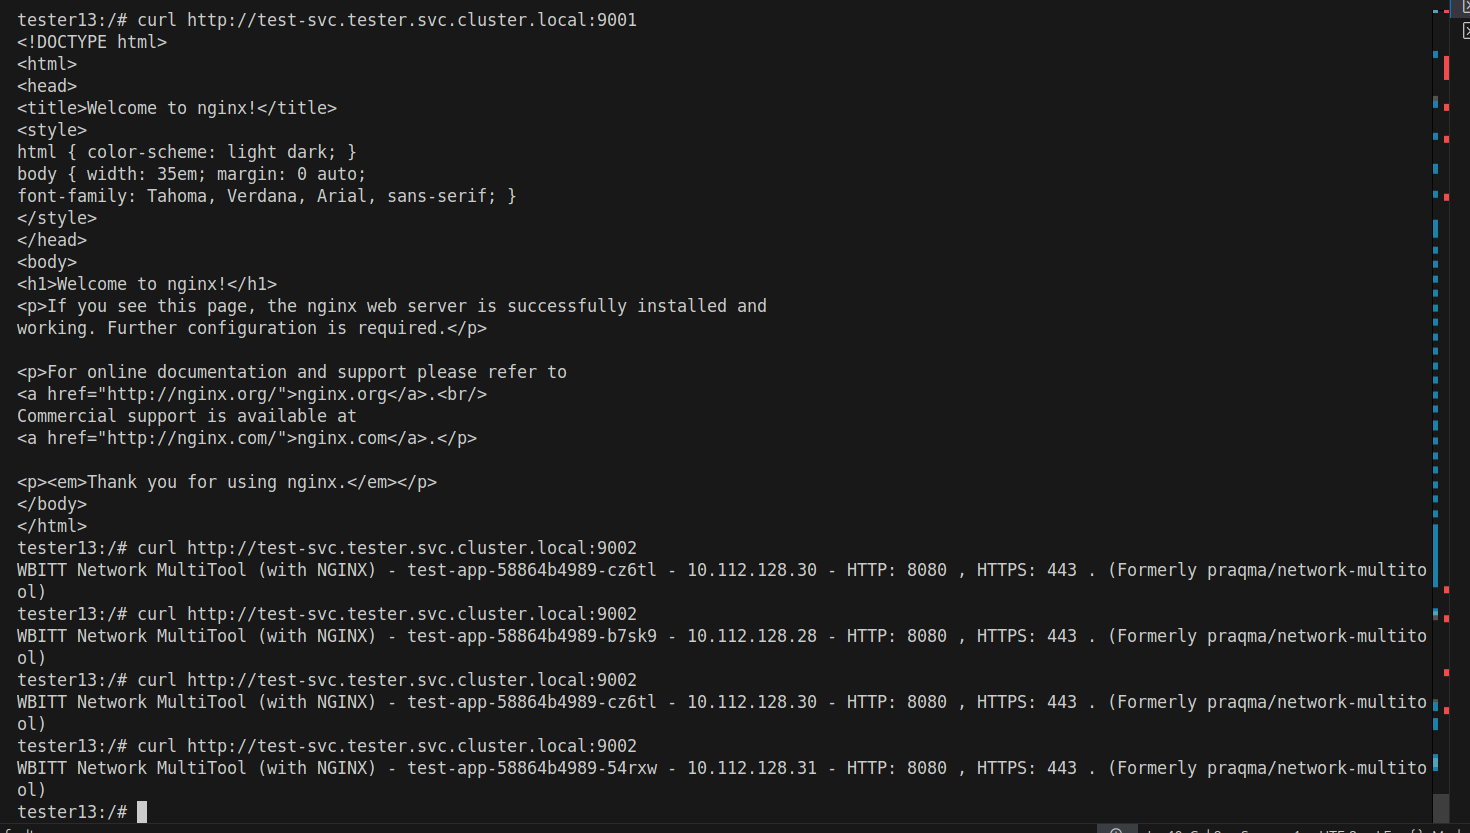 tester13:/# curl http://test-svc.tester.svc.cluster.local:9001
<!DOCTYPE html>
<html>
<head>
<title>Welcome to nginx!</title>
<style>
html { color-scheme: light dark; }
body { width: 35em; margin: 0 auto;
font-family: Tahoma, Verdana, Arial, sans-serif; }
</style>
</head>
<body>
<h1>Welcome to nginx!</h1>
<p>If you see this page, the nginx web server is successfully installed and
working. Further configuration is required.</p>

<p>For online documentation and support please refer to
<a href="http://nginx.org/">nginx.org</a>.<br/>
Commercial support is available at
<a href="http://nginx.com/">nginx.com</a>.</p>

<p><em>Thank you for using nginx.</em></p>
</body>
</html>
tester13:/# curl http://test-svc.tester.svc.cluster.local:9002
WBITT Network MultiTool (with NGINX) - test-app-58864b4989-cz6tl - 10.112.128.30 - HTTP: 8080 , HTTPS: 443 . (Formerly praqma/network-multito
ol)
tester13:/# curl http://test-svc.tester.svc.cluster.local:9002
WBITT Network MultiTool (with NGINX) - test-app-58864b4989-b7sk9 - 10.112.128.28 - HTTP: 8080 , HTTPS: 443 . (Formerly praqma/network-multito
ol)
tester13:/# curl http://test-svc.tester.svc.cluster.local:9002
WBITT Network MultiTool (with NGINX) - test-app-58864b4989-cz6tl - 10.112.128.30 - HTTP: 8080 , HTTPS: 443 . (Formerly praqma/network-multito
ol)
tester13:/# curl http://test-svc.tester.svc.cluster.local:9002
WBITT Network MultiTool (with NGINX) - test-app-58864b4989-54rxw - 10.112.128.31 - HTTP: 8080 , HTTPS: 443 . (Formerly praqma/network-multito
ol)
tester13:/#